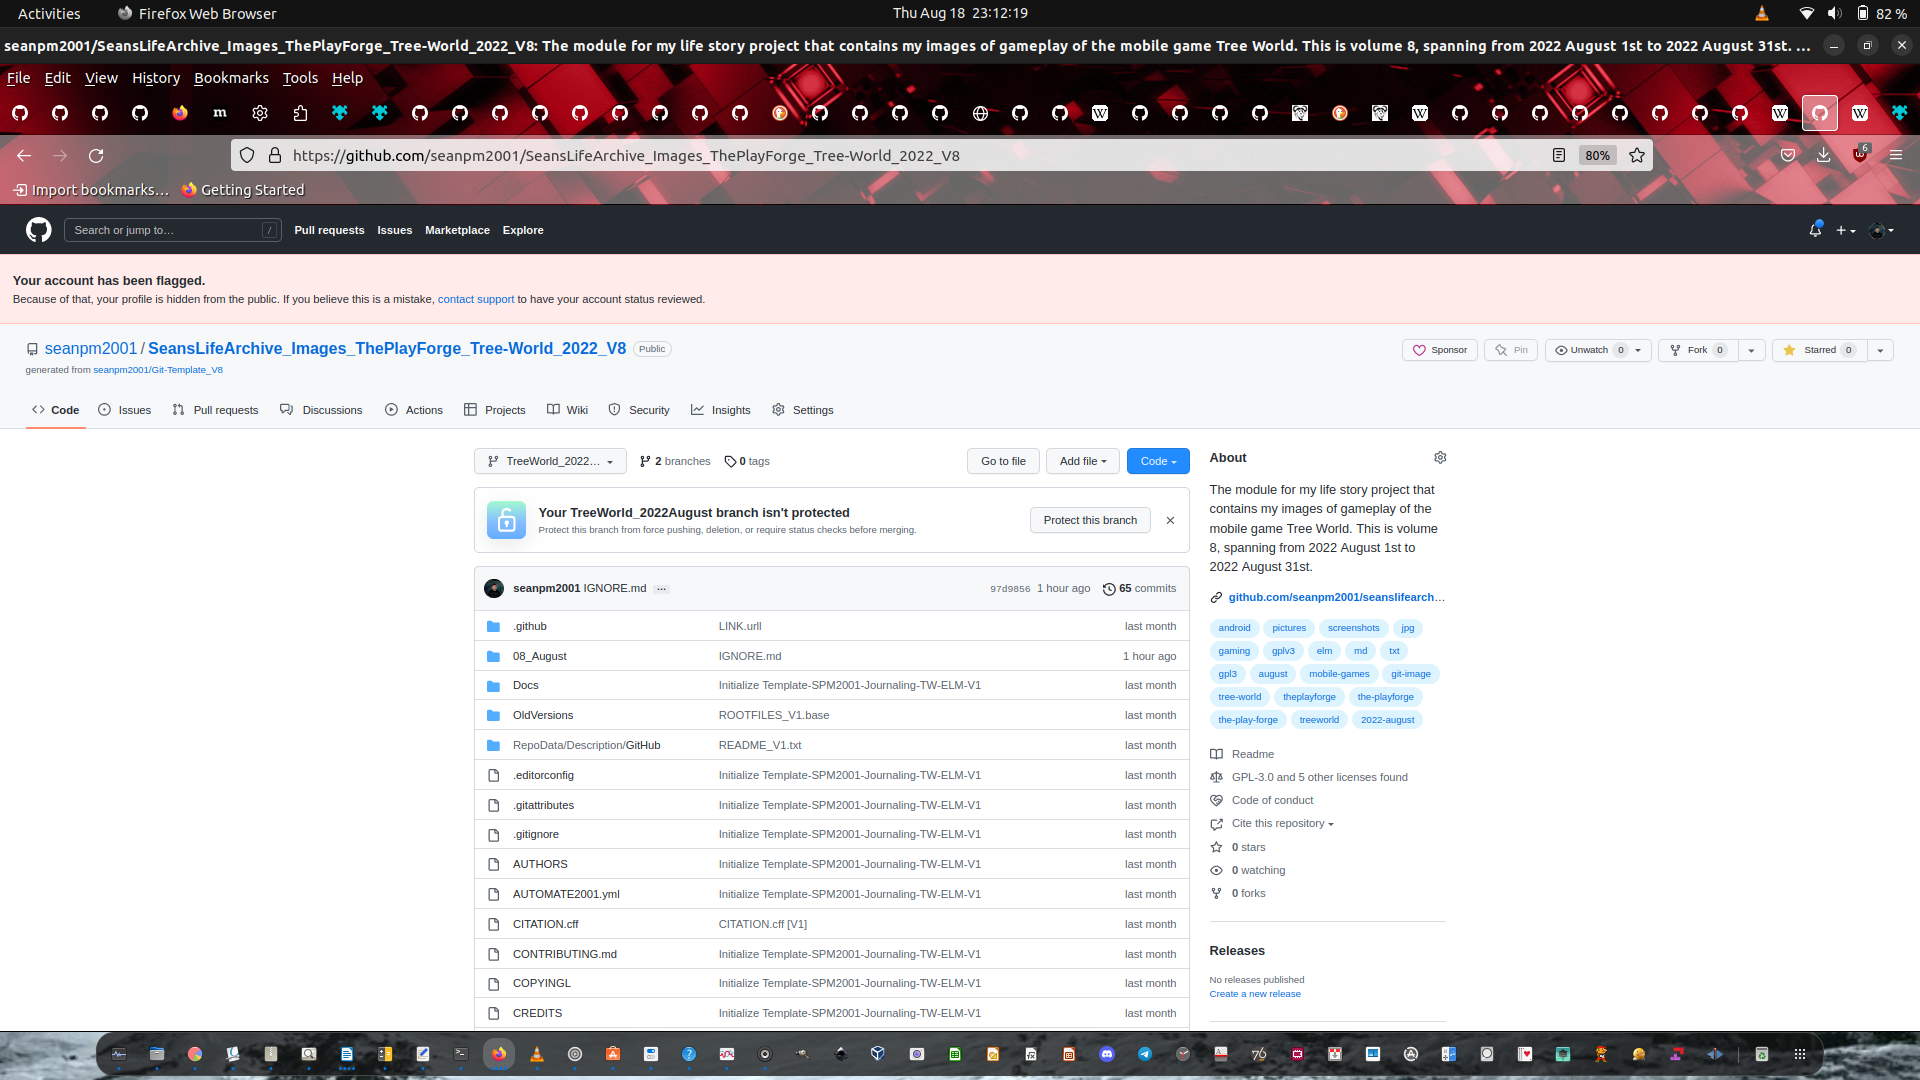 Activities Firefox Web Browser Thu Aug 18 23:12:19 82 %
seanpm2001/SeansLifeArchive_Images_ThePlayForge_Tree-World_2022_V8: The module for my life story project that contains my images of gameplay of the mobile game Tree World. This is volume 8, spanning from 2022 August 1st to 2022 August 31st. ...
File Edit View History Bookmarks Tools Help
https://github.com/seanpm2001/SeansLifeArchive_Images_ThePlayForge_Tree-World_2022_V8 80% 6
Import bookmarks... Getting Started
Search or jump to... / Pull requests Issues Marketplace Explore
Your account has been flagged.
Because of that, your profile is hidden from the public. If you believe this is a mistake, contact support to have your account status reviewed.
seanpm2001 / SeansLifeArchive_Images_ThePlayForge_Tree-World_2022_V8 Public
Sponsor Pin Unwatch 0 Fork 0 Starred 0
generated from seanpm2001/Git-Template_V8
Code Issues Pull requests Discussions Actions Projects Wiki Security Insights Settings
TreeWorld_2022... 2 branches 0 tags Go to file Add file Code
Your TreeWorld_2022August branch isn't protected
Protect this branch from force pushing, deletion, or require status checks before merging.
Protect this branch
seanpm2001 IGNORE.md ... 97d9856 1 hour ago 65 commits
.github LINK.urll last month
08_August IGNORE.md 1 hour ago
Docs Initialize Template-SPM2001-Journaling-TW-ELM-V1 last month
OldVersions ROOTFILES_V1.base last month
RepoData/Description/GitHub README_V1.txt last month
.editorconfig Initialize Template-SPM2001-Journaling-TW-ELM-V1 last month
.gitattributes Initialize Template-SPM2001-Journaling-TW-ELM-V1 last month
.gitignore Initialize Template-SPM2001-Journaling-TW-ELM-V1 last month
AUTHORS Initialize Template-SPM2001-Journaling-TW-ELM-V1 last month
AUTOMATE2001.yml Initialize Template-SPM2001-Journaling-TW-ELM-V1 last month
CITATION.cff CITATION.cff [V1] last month
CONTRIBUTING.md Initialize Template-SPM2001-Journaling-TW-ELM-V1 last month
COPYINGL Initialize Template-SPM2001-Journaling-TW-ELM-V1 last month
CREDITS Initialize Template-SPM2001-Journaling-TW-ELM-V1 last month
About
The module for my life story project that
contains my images of gameplay of the
mobile game Tree World. This is volume
8, spanning from 2022 August 1st to
2022 August 31st.
github.com/seanpm2001/seanslifearch...
android pictures screenshots jpg
gaming gplv3 elm md txt
gpl3 august mobile-games git-image
tree-world theplayforge the-playforge
the-play-forge treeworld 2022-august
Readme
GPL-3.0 and 5 other licenses found
Code of conduct
Cite this repository
0 stars
0 watching
0 forks
Releases
No releases published
Create a new release